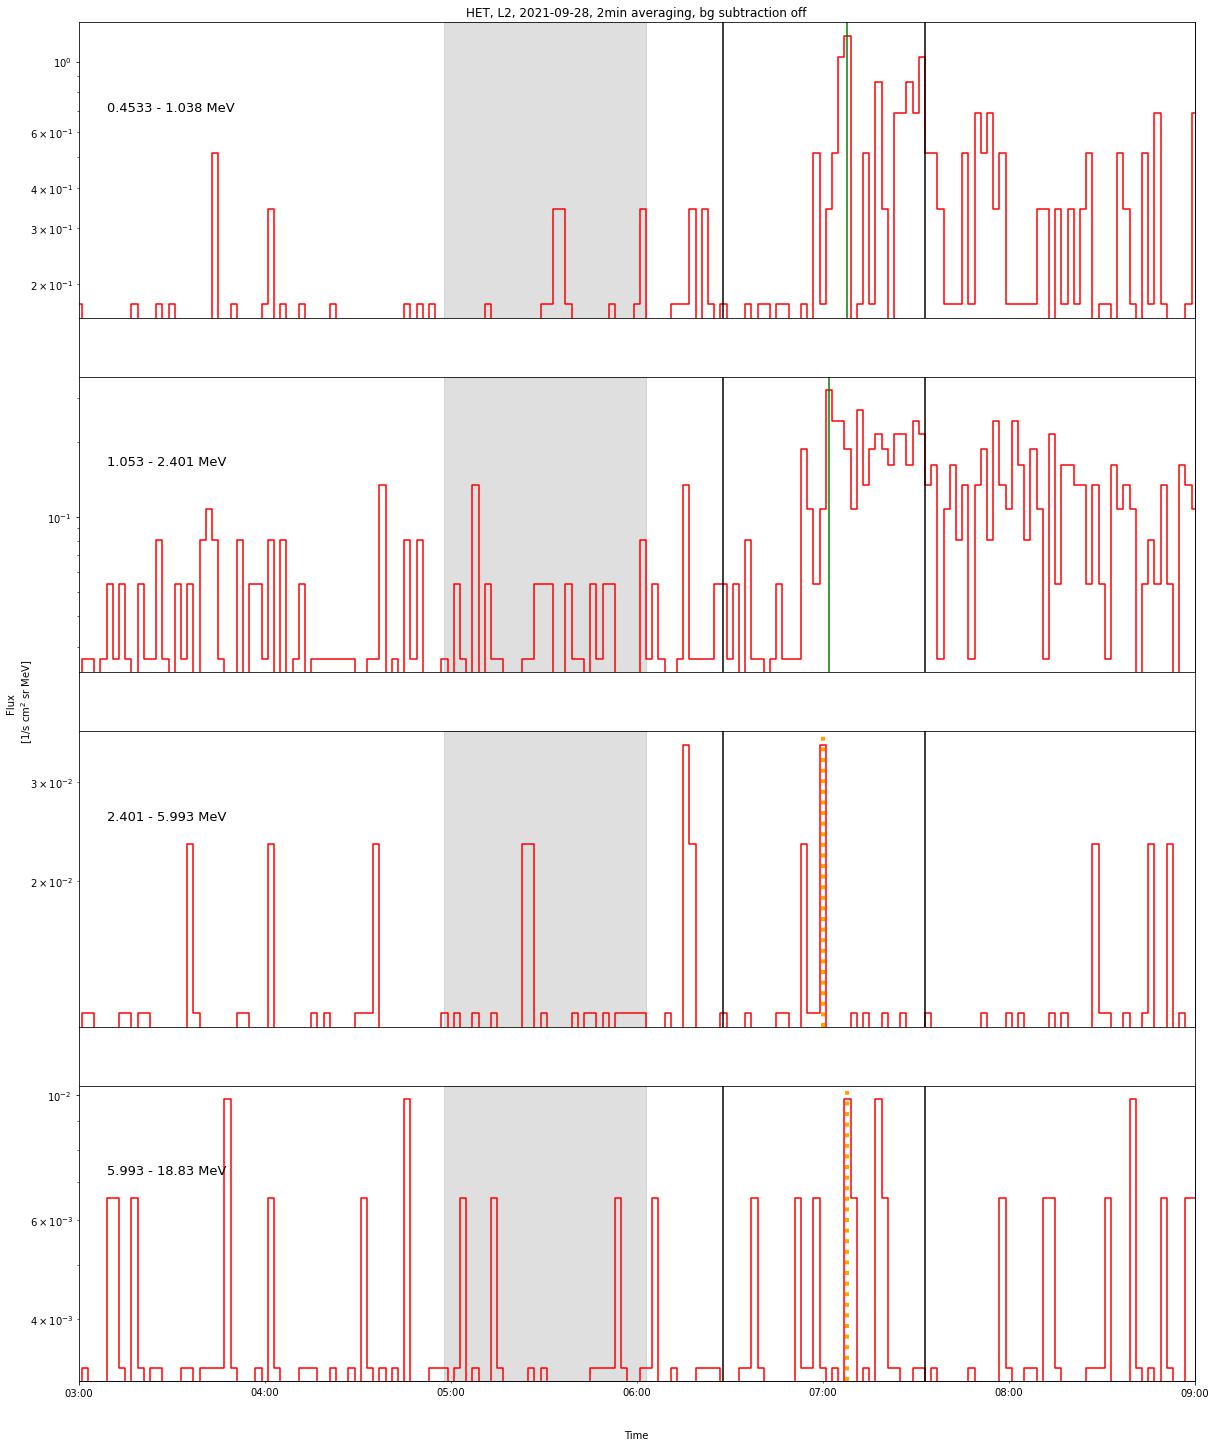 HET, L2, 2021-09-28, 2min averaging, bg subtraction off
10⁰
0.4533 - 1.038 MeV
6 × 10⁻¹
4 × 10⁻¹
3 × 10⁻¹
2 × 10⁻¹
1.053 - 2.401 MeV
10⁻¹
Flux
[1/s cm² sr MeV]
3 × 10⁻²
2.401 - 5.993 MeV
2 × 10⁻²
10⁻²
5.993 - 18.83 MeV
6 × 10⁻³
4 × 10⁻³
03:00 04:00 05:00 06:00 07:00 08:00 09:00
Time